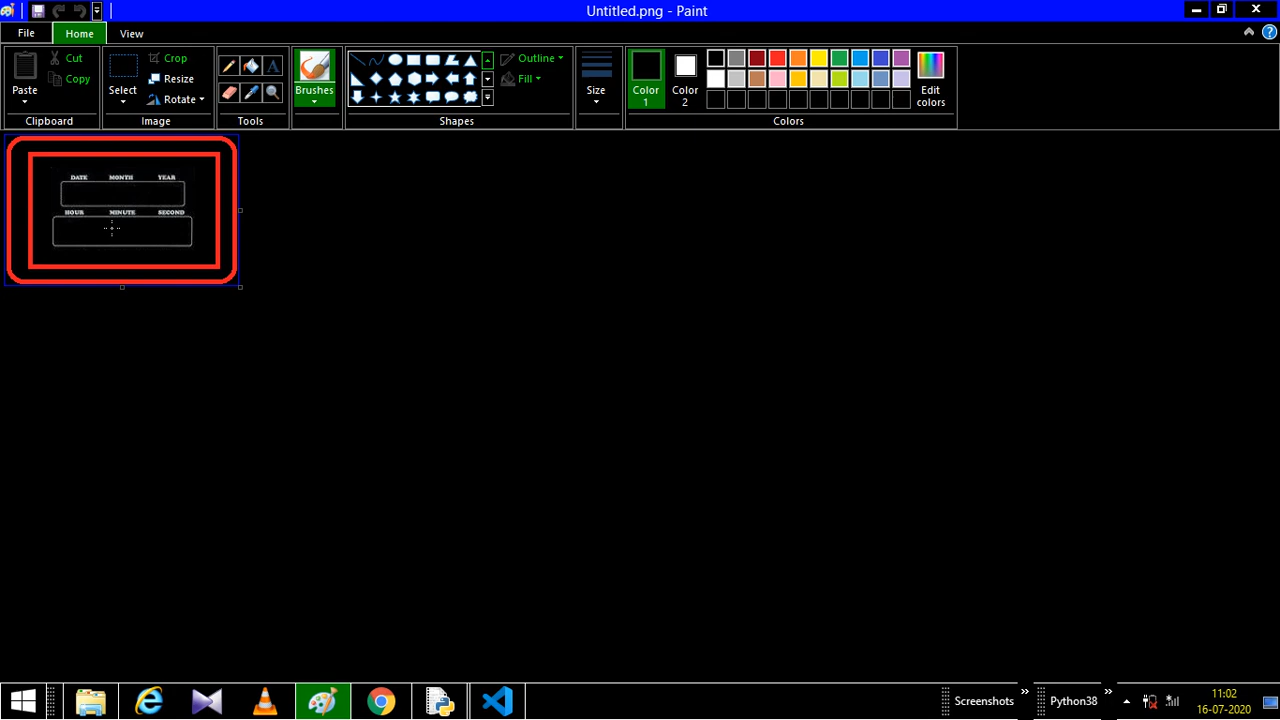 Untitled.png - Paint
File Home View
Paste
Cut
Copy
Clipboard
Select
Crop
Resize
Rotate
Image
A
Tools
Brushes
Outline
Fill
Shapes
Size
Color 1
Color 2
Edit colors
Colors
DATE MONTH YEAR
HOUR MINUTE SECOND
Screenshots
Python38
11:02
16-07-2020